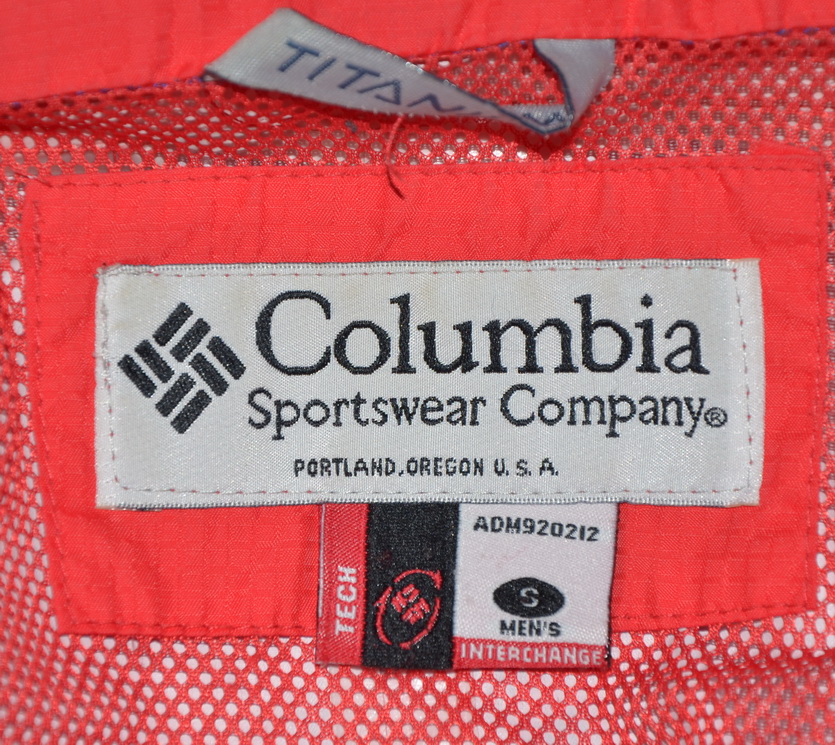 TITAN
Columbia
Sportswear Company®
PORTLAND.OREGON U.S.A.
TECH
ADM920212
S
MEN'S
INTERCHANGE